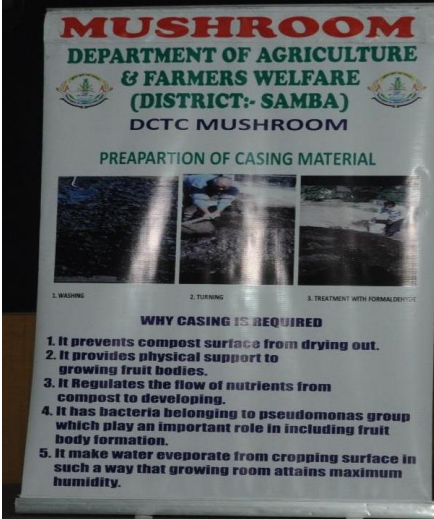 MUSHROOM
DEPARTMENT OF AGRICULTURE
& FARMERS WELFARE
(DISTRICT:- SAMBA)
DCTC MUSHROOM
PREAPARTION OF CASING MATERIAL
1. WASHING
2. TURNING
3. TREATMENT WITH FORMALDEHYDE
WHY CASING IS REQUIRED
1. It prevents compost surface from drying out.
2. It provides physical support to
growing fruit bodies.
3. It Regulates the flow of nutrients from
compost to developing.
4. It has bacteria belonging to pseudomonas group
which play an important role in including fruit
body formation.
5. It make water eveporate from cropping surface in
such a way that growing room attains maximum
humidity.